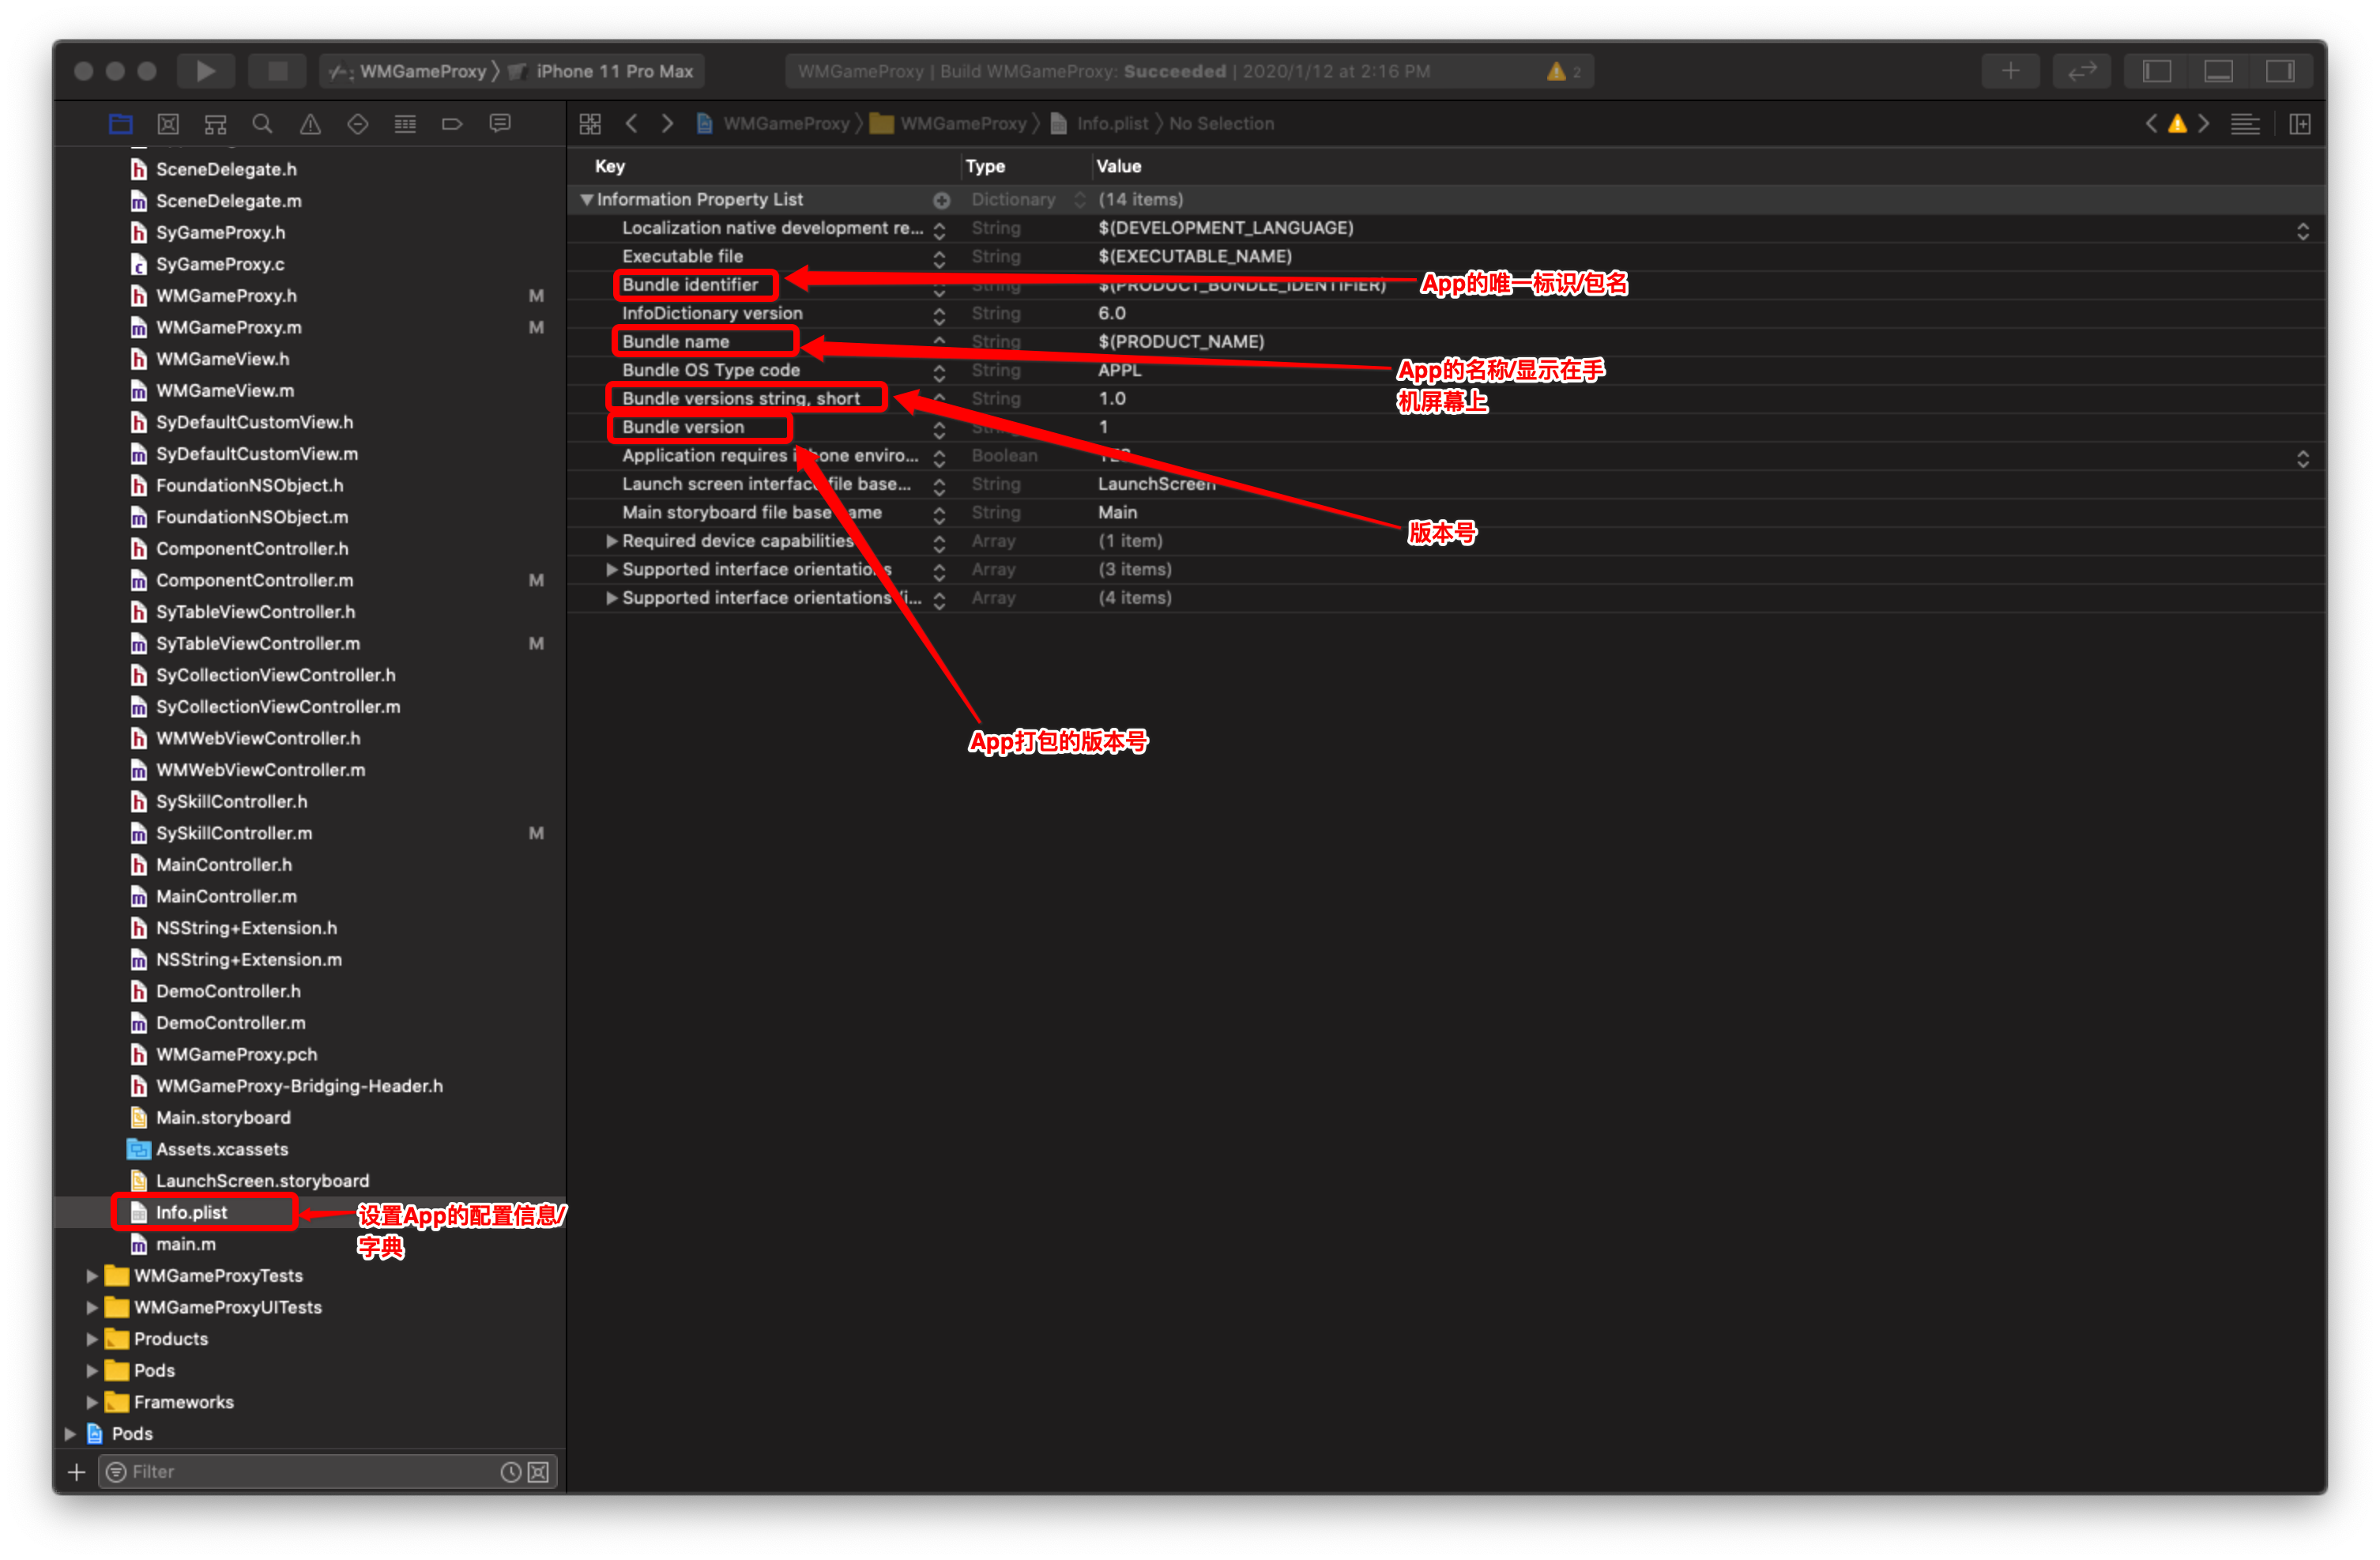 WMGameProxy 〉 iPhone 11 Pro Max
WMGameProxy | Build WMGameProxy: Succeeded | 2020/1/12 at 2:16 PM
2
WMGameProxy 〉 WMGameProxy 〉 Info.plist 〉 No Selection
SceneDelegate.h
SceneDelegate.m
SyGameProxy.h
SyGameProxy.c
WMGameProxy.h M
WMGameProxy.m M
WMGameView.h
WMGameView.m
SyDefaultCustomView.h
SyDefaultCustomView.m
FoundationNSObject.h
FoundationNSObject.m
ComponentController.h
ComponentController.m M
SyTableViewController.h
SyTableViewController.m M
SyCollectionViewController.h
SyCollectionViewController.m
WMWebViewController.h
WMWebViewController.m
SySkillController.h
SySkillController.m M
MainController.h
MainController.m
NSString+Extension.h
NSString+Extension.m
DemoController.h
DemoController.m
WMGameProxy.pch
WMGameProxy-Bridging-Header.h
Main.storyboard
Assets.xcassets
LaunchScreen.storyboard
Info.plist
设置App的配置信息/
字典
main.m
WMGameProxyTests
WMGameProxyUITests
Products
Pods
Frameworks
Pods
Filter
Key Type Value
Information Property List Dictionary (14 items)
Localization native development re... String $(DEVELOPMENT_LANGUAGE)
Executable file String $(EXECUTABLE_NAME)
Bundle identifier String $(PRODUCT_BUNDLE_IDENTIFIER)
App的唯一标识/包名
InfoDictionary version String 6.0
Bundle name String $(PRODUCT_NAME)
Bundle OS Type code String APPL
App的名称/显示在手
机屏幕上
Bundle versions string, short String 1.0
Bundle version String 1
Application requires iPhone enviro... Boolean YES
Launch screen interface file base... String LaunchScreen
Main storyboard file base name String Main
版本号
Required device capabilities Array (1 item)
Supported interface orientations Array (3 items)
Supported interface orientations (i... Array (4 items)
App打包的版本号